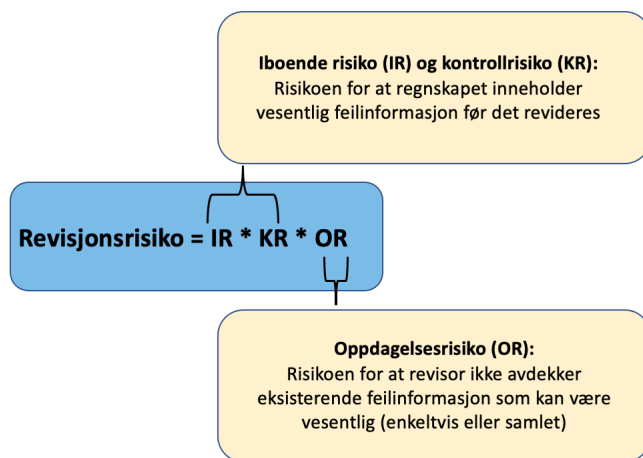 Iboende risiko (IR) og kontrollrisiko (KR):
Risikoen for at regnskapet inneholder
vesentlig feilinformasjon før det revideres
Revisjonsrisiko = IR * KR * OR
Oppdagelsesrisiko (OR):
Risikoen for at revisor ikke avdekker
eksisterende feilinformasjon som kan være
vesentlig (enkeltvis eller samlet)